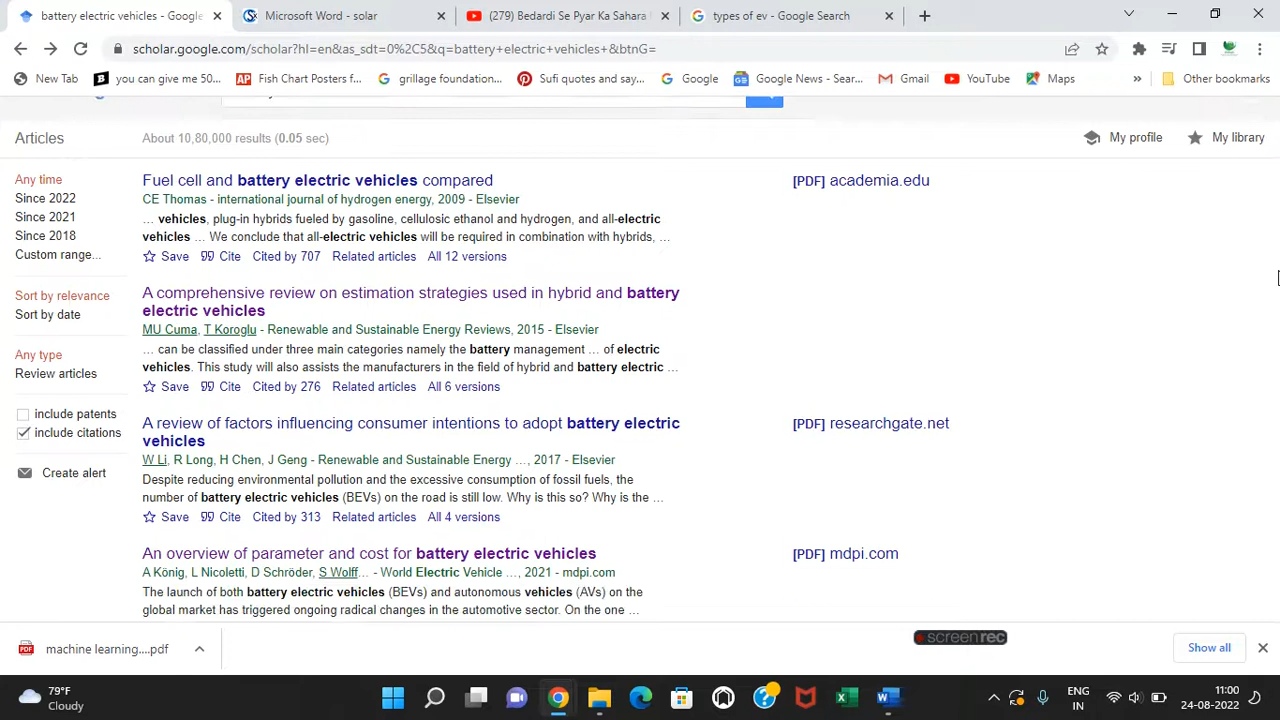 battery electric vehicles - Google
Microsoft Word - solar
(279) Bedardi Se Pyar Ka Sahara
types of ev - Google Search
scholar.google.com/scholar?hl=en&as_sdt=0%2C5&q=battery+electric+vehicles+&btnG=
New Tab
you can give me 50...
Fish Chart Posters f...
grillage foundation...
Sufi quotes and say...
Google
Google News - Sear...
Gmail
YouTube
Maps
»
Other bookmarks
Articles
About 10,80,000 results (0.05 sec)
My profile
My library
Any time
Since 2022
Since 2021
Since 2018
Custom range...
Sort by relevance
Sort by date
Any type
Review articles
include patents
include citations
Create alert
Fuel cell and battery electric vehicles compared
CE Thomas - international journal of hydrogen energy, 2009 - Elsevier
... vehicles, plug-in hybrids fueled by gasoline, cellulosic ethanol and hydrogen, and all-electric
vehicles ... We conclude that all-electric vehicles will be required in combination with hybrids, ...
Save Cite Cited by 707 Related articles All 12 versions
[PDF] academia.edu
A comprehensive review on estimation strategies used in hybrid and battery
electric vehicles
MU Cuma, T Koroglu - Renewable and Sustainable Energy Reviews, 2015 - Elsevier
... can be classified under three main categories namely the battery management ... of electric
vehicles. This study will also assists the manufacturers in the field of hybrid and battery electric ...
Save Cite Cited by 276 Related articles All 6 versions
A review of factors influencing consumer intentions to adopt battery electric
vehicles
W Li, R Long, H Chen, J Geng - Renewable and Sustainable Energy ..., 2017 - Elsevier
Despite reducing environmental pollution and the excessive consumption of fossil fuels, the
number of battery electric vehicles (BEVs) on the road is still low. Why is this so? Why is the ...
Save Cite Cited by 313 Related articles All 4 versions
[PDF] researchgate.net
An overview of parameter and cost for battery electric vehicles
A König, L Nicoletti, D Schröder, S Wolff... - World Electric Vehicle ..., 2021 - mdpi.com
The launch of both battery electric vehicles (BEVs) and autonomous vehicles (AVs) on the
global market has triggered ongoing radical changes in the automotive sector. On the one ...
[PDF] mdpi.com
PDF
machine learning....pdf
screenrec
Show all
79°F
Cloudy
ENG
IN
11:00
24-08-2022